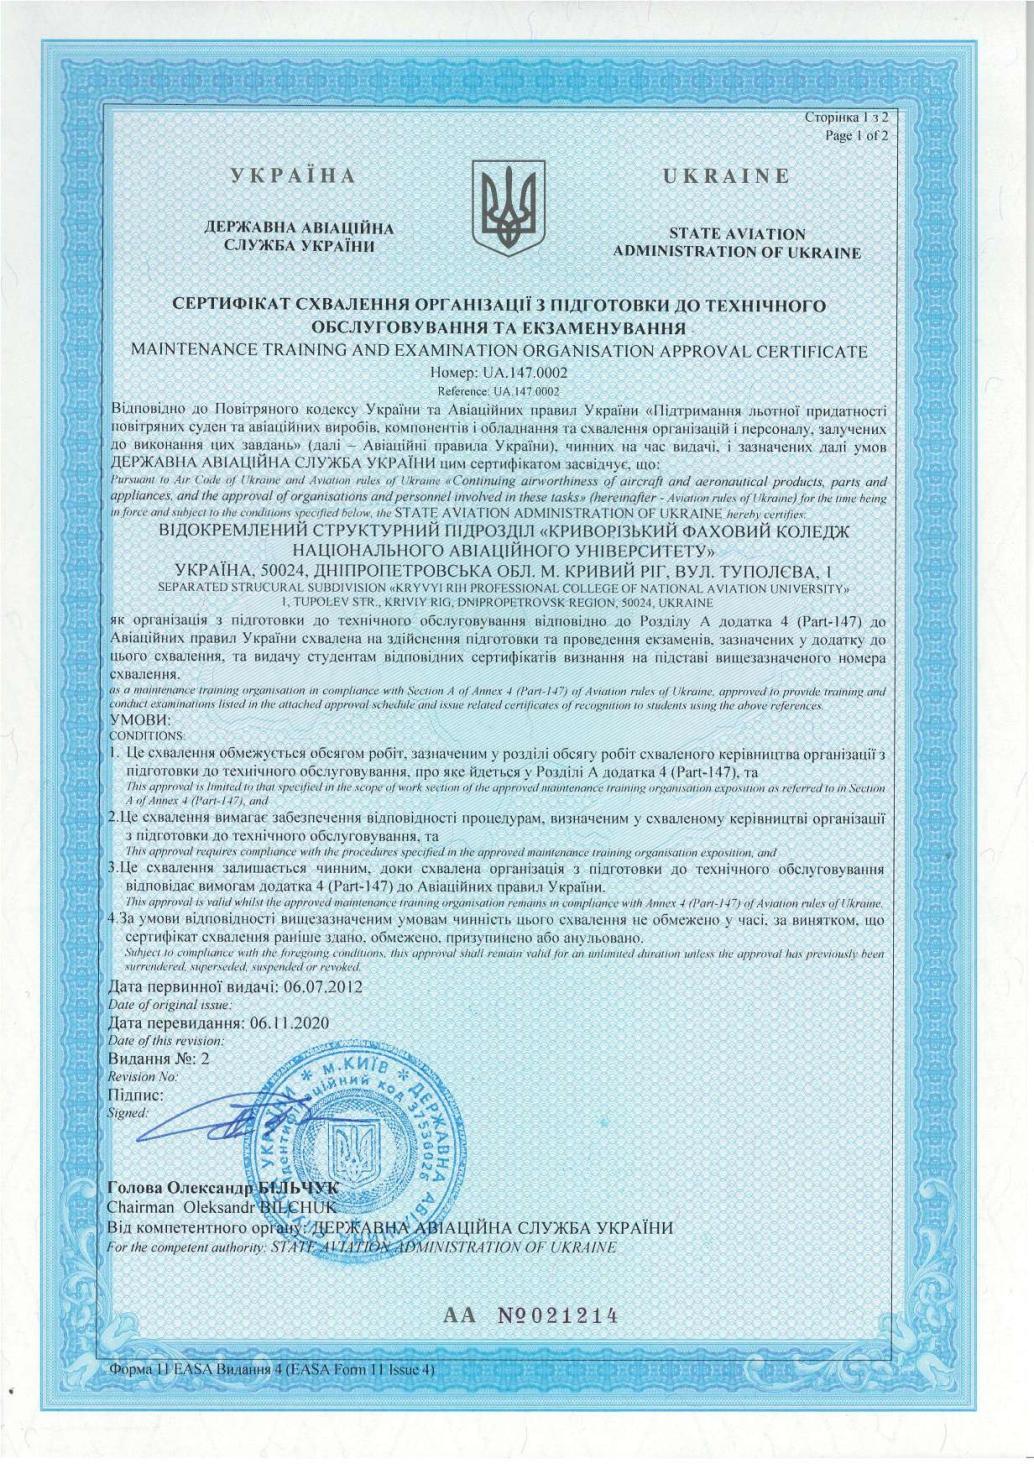 Сторінка 1 з 2
Page 1 of 2
УКРАЇНА
UKRAINE
ДЕРЖАВНА АВІАЦІЙНА
СЛУЖБА УКРАЇНИ
STATE AVIATION
ADMINISTRATION OF UKRAINE
СЕРТИФІКАТ СХВАЛЕННЯ ОРГАНІЗАЦІЇ З ПІДГОТОВКИ ДО ТЕХНІЧНОГО
ОБСЛУГОВУВАННЯ ТА ЕКЗАМЕНУВАННЯ
MAINTENANCE TRAINING AND EXAMINATION ORGANISATION APPROVAL CERTIFICATE
Номер: UA.147.0002
Reference: UA.147.0002
Відповідно до Повітряного кодексу України та Авіаційних правил України «Підтримання льотної придатності
повітряних суден та авіаційних виробів, компонентів і обладнання та схвалення організацій і персоналу, залучених
до виконання цих завдань» (далі – Авіаційні правила України), чинних на час видачі, і зазначених далі умов
ДЕРЖАВНА АВІАЦІЙНА СЛУЖБА УКРАЇНИ цим сертифікатом засвідчує, що:
Pursuant to Air Code of Ukraine and Aviation rules of Ukraine «Continuing airworthiness of aircraft and aeronautical products, parts and
appliances, and the approval of organisations and personnel involved in these tasks» (hereinafter - Aviation rules of Ukraine) for the time being
in force and subject to the conditions specified below, the STATE AVIATION ADMINISTRATION OF UKRAINE hereby certifies:
ВІДОКРЕМЛЕНИЙ СТРУКТУРНИЙ ПІДРОЗДІЛ «КРИВОРІЗЬКИЙ ФАХОВИЙ КОЛЕДЖ
НАЦІОНАЛЬНОГО АВІАЦІЙНОГО УНІВЕРСИТЕТУ»
УКРАЇНА, 50024, ДНІПРОПЕТРОВСЬКА ОБЛ. М. КРИВИЙ РІГ, ВУЛ. ТУПОЛЄВА, 1
SEPARATED STRUCURAL SUBDIVISION «KRYVYI RIH PROFESSIONAL COLLEGE OF NATIONAL AVIATION UNIVERSITY»
1, TUPOLEV STR., KRIVIY RIG, DNIPROPETROVSK REGION, 50024, UKRAINE
як організація з підготовки до технічного обслуговування відповідно до Розділу А додатка 4 (Part-147) до
Авіаційних правил України схвалена на здійснення підготовки та проведення екзаменів, зазначених у додатку до
цього схвалення, та видачу студентам відповідних сертифікатів визнання на підставі вищезазначеного номера
схвалення.
as a maintenance training organisation in compliance with Section A of Annex 4 (Part-147) of Aviation rules of Ukraine, approved to provide training and
conduct examinations listed in the attached approval schedule and issue related certificates of recognition to students using the above references.
УМОВИ:
CONDITIONS:
1. Це схвалення обмежується обсягом робіт, зазначеним у розділі обсягу робіт схваленого керівництва організації з
підготовки до технічного обслуговування, про яке йдеться у Розділі А додатка 4 (Part-147), та
This approval is limited to that specified in the scope of work section of the approved maintenance training organisation exposition as referred to in Section
A of Annex 4 (Part-147), and
2.Це схвалення вимагає забезпечення відповідності процедурам, визначеним у схваленому керівництві організації
з підготовки до технічного обслуговування, та
This approval requires compliance with the procedures specified in the approved maintenance training organisation exposition, and
3.Це схвалення залишається чинним, доки схвалена організація з підготовки до технічного обслуговування
відповідає вимогам додатка 4 (Part-147) до Авіаційних правил України.
This approval is valid whilst the approved maintenance training organisation remains in compliance with Annex 4 (Part-147) of Aviation rules of Ukraine.
4.За умови відповідності вищезазначеним умовам чинність цього схвалення не обмежено у часі, за винятком, що
сертифікат схвалення раніше здано, обмежено, призупинено або анульовано.
Subject to compliance with the foregoing conditions, this approval shall remain valid for an unlimited duration unless the approval has previously been
surrendered, superseded, suspended or revoked.
Дата первинної видачі: 06.07.2012
Date of original issue:
Дата перевидання: 06.11.2020
Date of this revision:
Видання №: 2
Revision No:
Підпис:
Signed:
* М.КИЇВ * ДЕРЖАВНА АВІАЦІЙНА СЛУЖБА УКРАЇНИ
Ідентифікаційний код 37536026
Голова Олександр БІЛЬЧУК
Chairman Oleksandr BILCHUK
Від компетентного органу: ДЕРЖАВНА АВІАЦІЙНА СЛУЖБА УКРАЇНИ
For the competent authority: STATE AVIATION ADMINISTRATION OF UKRAINE
АА №021214
Форма 11 EASA Видання 4 (EASA Form 11 Issue 4)